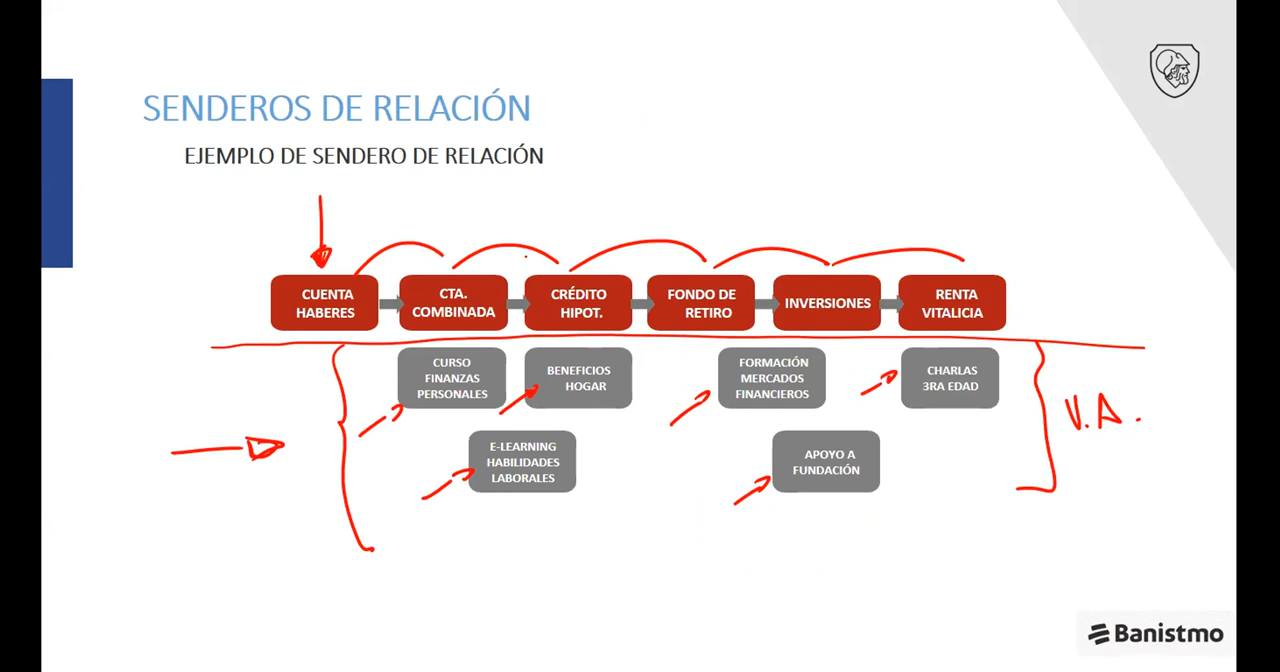 SENDEROS DE RELACIÓN
EJEMPLO DE SENDERO DE RELACIÓN
CUENTA
HABERES
CTA.
COMBINADA
CRÉDITO
HIPOT.
FONDO DE
RETIRO
INVERSIONES
RENTA
VITALICIA
CURSO
FINANZAS
PERSONALES
BENEFICIOS
HOGAR
FORMACIÓN
MERCADOS
FINANCIEROS
CHARLAS
3RA EDAD
V.A.
E-LEARNING
HABILIDADES
LABORALES
APOYO A
FUNDACIÓN
Banistmo